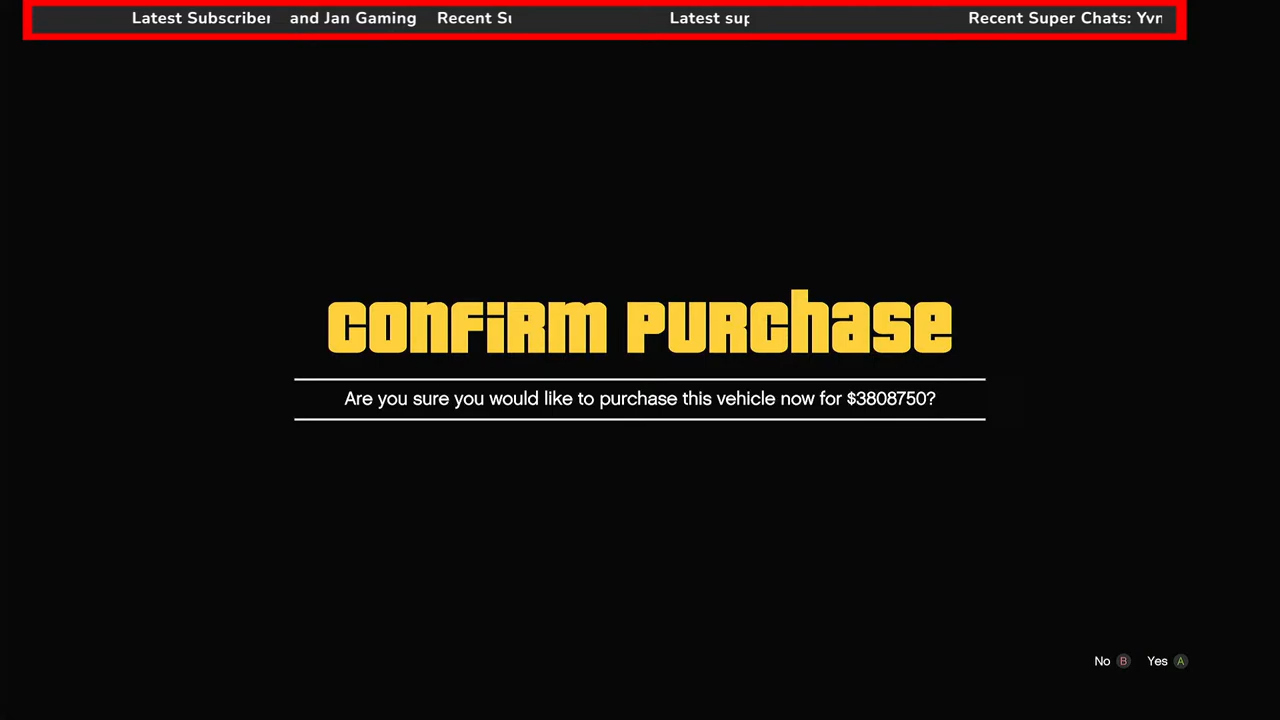 Latest Subscriber and Jan Gaming Recent Latest Recent Super Chats:
CONFIRM PURCHASE
Are you sure you would like to purchase this vehicle now for $3808750?
No B Yes A